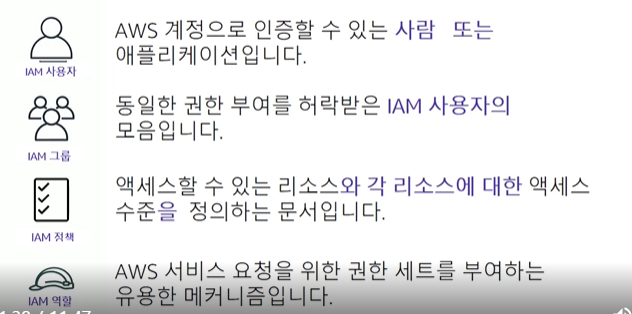 AWS 계정으로 인증할 수 있는 사람 또는
애플리케이션입니다.
IAM 사용자
동일한 권한 부여를 허락받은 IAM 사용자의
모음입니다.
IAM 그룹
액세스할 수 있는 리소스와 각 리소스에 대한 액세스
수준을 정의하는 문서입니다.
IAM 정책
AWS 서비스 요청을 위한 권한 세트를 부여하는
유용한 메커니즘입니다.
IAM 역할